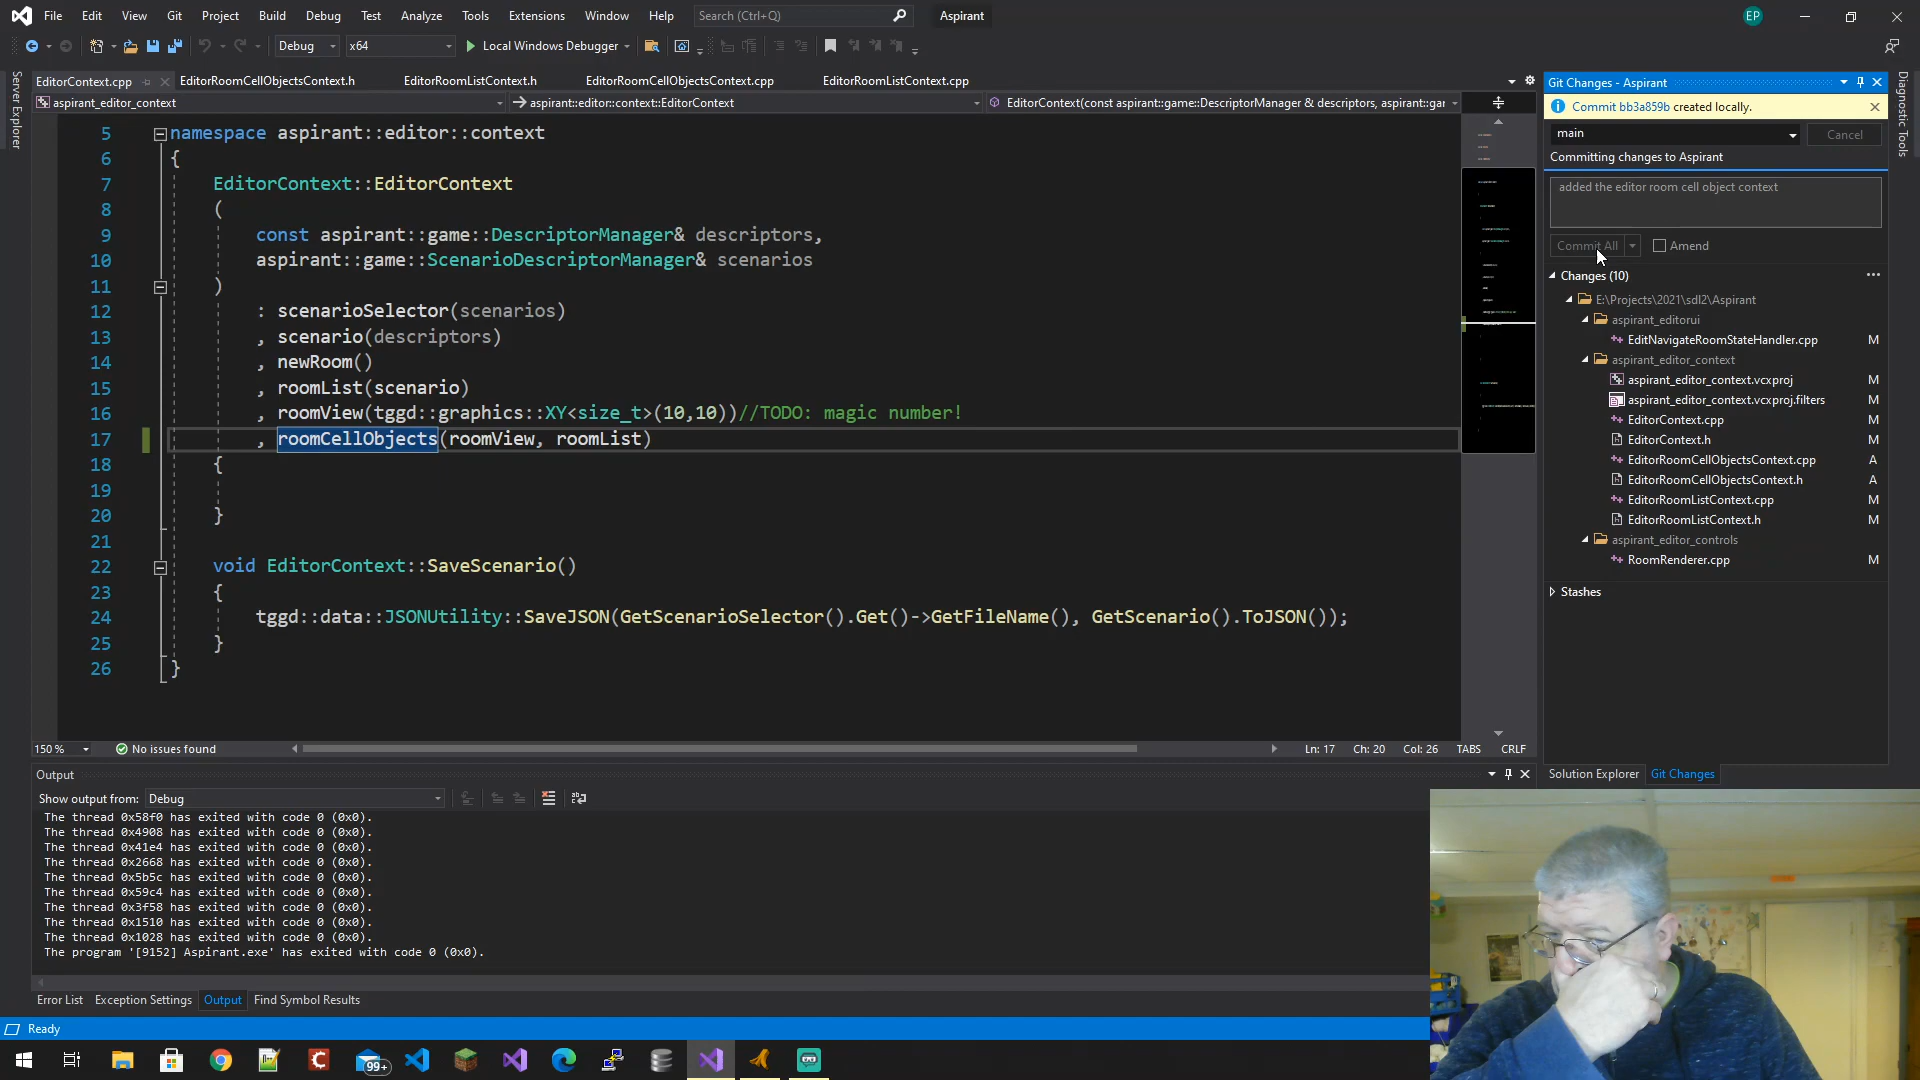 File Edit View Git Project Build Debug Test Analyze Tools Extensions Window Help Search (Ctrl+Q) Aspirant EP
Debug x64 Local Windows Debugger
Server Explorer
EditorContext.cpp EditorRoomCellObjectsContext.h EditorRoomListContext.h EditorRoomCellObjectsContext.cpp EditorRoomListContext.cpp
aspirant_editor_context aspirant::editor::context::EditorContext EditorContext(const aspirant::game::DescriptorManager & descriptors, aspirant::gar
5 namespace aspirant::editor::context
6 {
7 EditorContext::EditorContext
8 (
9 const aspirant::game::DescriptorManager& descriptors,
10 aspirant::game::ScenarioDescriptorManager& scenarios
11 )
12 : scenarioSelector(scenarios)
13 , scenario(descriptors)
14 , newRoom()
15 , roomList(scenario)
16 , roomView(tggd::graphics::XY<size_t>(10,10))//TODO: magic number!
17 , roomCellObjects(roomView, roomList)
18 {
19
20 }
21
22 void EditorContext::SaveScenario()
23 {
24 tggd::data::JSONUtility::SaveJSON(GetScenarioSelector().Get()->GetFileName(), GetScenario().ToJSON());
25 }
26 }
150 % No issues found Ln: 17 Ch: 20 Col: 26 TABS CRLF
Output
Show output from: Debug
The thread 0x58f0 has exited with code 0 (0x0).
The thread 0x4908 has exited with code 0 (0x0).
The thread 0x41e4 has exited with code 0 (0x0).
The thread 0x2668 has exited with code 0 (0x0).
The thread 0x5b5c has exited with code 0 (0x0).
The thread 0x59c4 has exited with code 0 (0x0).
The thread 0x3f58 has exited with code 0 (0x0).
The thread 0x1510 has exited with code 0 (0x0).
The thread 0x1028 has exited with code 0 (0x0).
The program '[9152] Aspirant.exe' has exited with code 0 (0x0).
Error List Exception Settings Output Find Symbol Results
Ready
99+
Git Changes - Aspirant
Commit bb3a859b created locally.
main Cancel
Committing changes to Aspirant
added the editor room cell object context
Commit All Amend
Changes (10)
E:\Projects\2021\sdl2\Aspirant
aspirant_editorui
EditNavigateRoomStateHandler.cpp M
aspirant_editor_context
aspirant_editor_context.vcxproj M
aspirant_editor_context.vcxproj.filters M
EditorContext.cpp M
EditorContext.h M
EditorRoomCellObjectsContext.cpp A
EditorRoomCellObjectsContext.h A
EditorRoomListContext.cpp M
EditorRoomListContext.h M
aspirant_editor_controls
RoomRenderer.cpp M
Stashes
Solution Explorer Git Changes
Diagnostic Tools